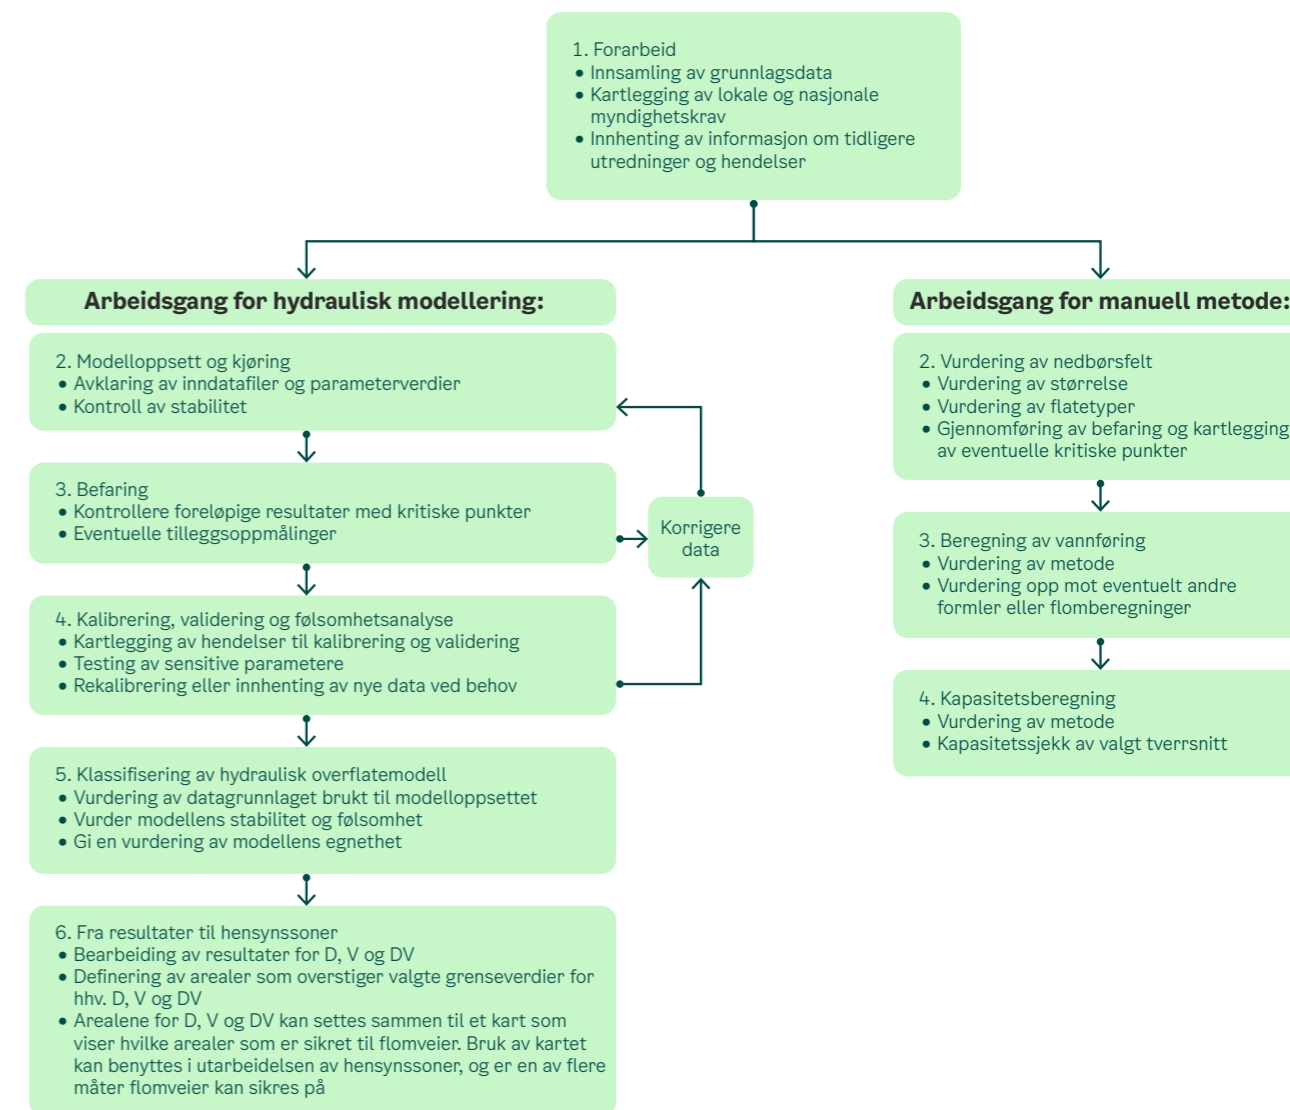 1. Forarbeid
• Innsamling av grunnlagsdata
• Kartlegging av lokale og nasjonale
myndighetskrav
• Innhenting av informasjon om tidligere
utredninger og hendelser
Arbeidsgang for hydraulisk modellering:
2. Modelloppsett og kjøring
• Avklaring av inndatafiler og parameterverdier
• Kontroll av stabilitet
3. Befaring
• Kontrollere foreløpige resultater med kritiske punkter
• Eventuelle tilleggsoppmålinger
Korrigere
data
4. Kalibrering, validering og følsomhetsanalyse
• Kartlegging av hendelser til kalibrering og validering
• Testing av sensitive parametere
• Rekalibrering eller innhenting av nye data ved behov
5. Klassifisering av hydraulisk overflatemodell
• Vurdering av datagrunnlaget brukt til modelloppsettet
• Vurder modellens stabilitet og følsomhet
• Gi en vurdering av modellens egnethet
6. Fra resultater til hensynssoner
• Bearbeiding av resultater for D, V og DV
• Definering av arealer som overstiger valgte grenseverdier for
hhv. D, V og DV
• Arealene for D, V og DV kan settes sammen til et kart som
viser hvilke arealer som er sikret til flomveier. Bruk av kartet
kan benyttes i utarbeidelsen av hensynssoner, og er en av flere
måter flomveier kan sikres på
Arbeidsgang for manuell metode:
2. Vurdering av nedbørsfelt
• Vurdering av størrelse
• Vurdering av flatetyper
• Gjennomføring av befaring og kartlegging
av eventuelle kritiske punkter
3. Beregning av vannføring
• Vurdering av metode
• Vurdering opp mot eventuelt andre
formler eller flomberegninger
4. Kapasitetsberegning
• Vurdering av metode
• Kapasitetssjekk av valgt tverrsnitt